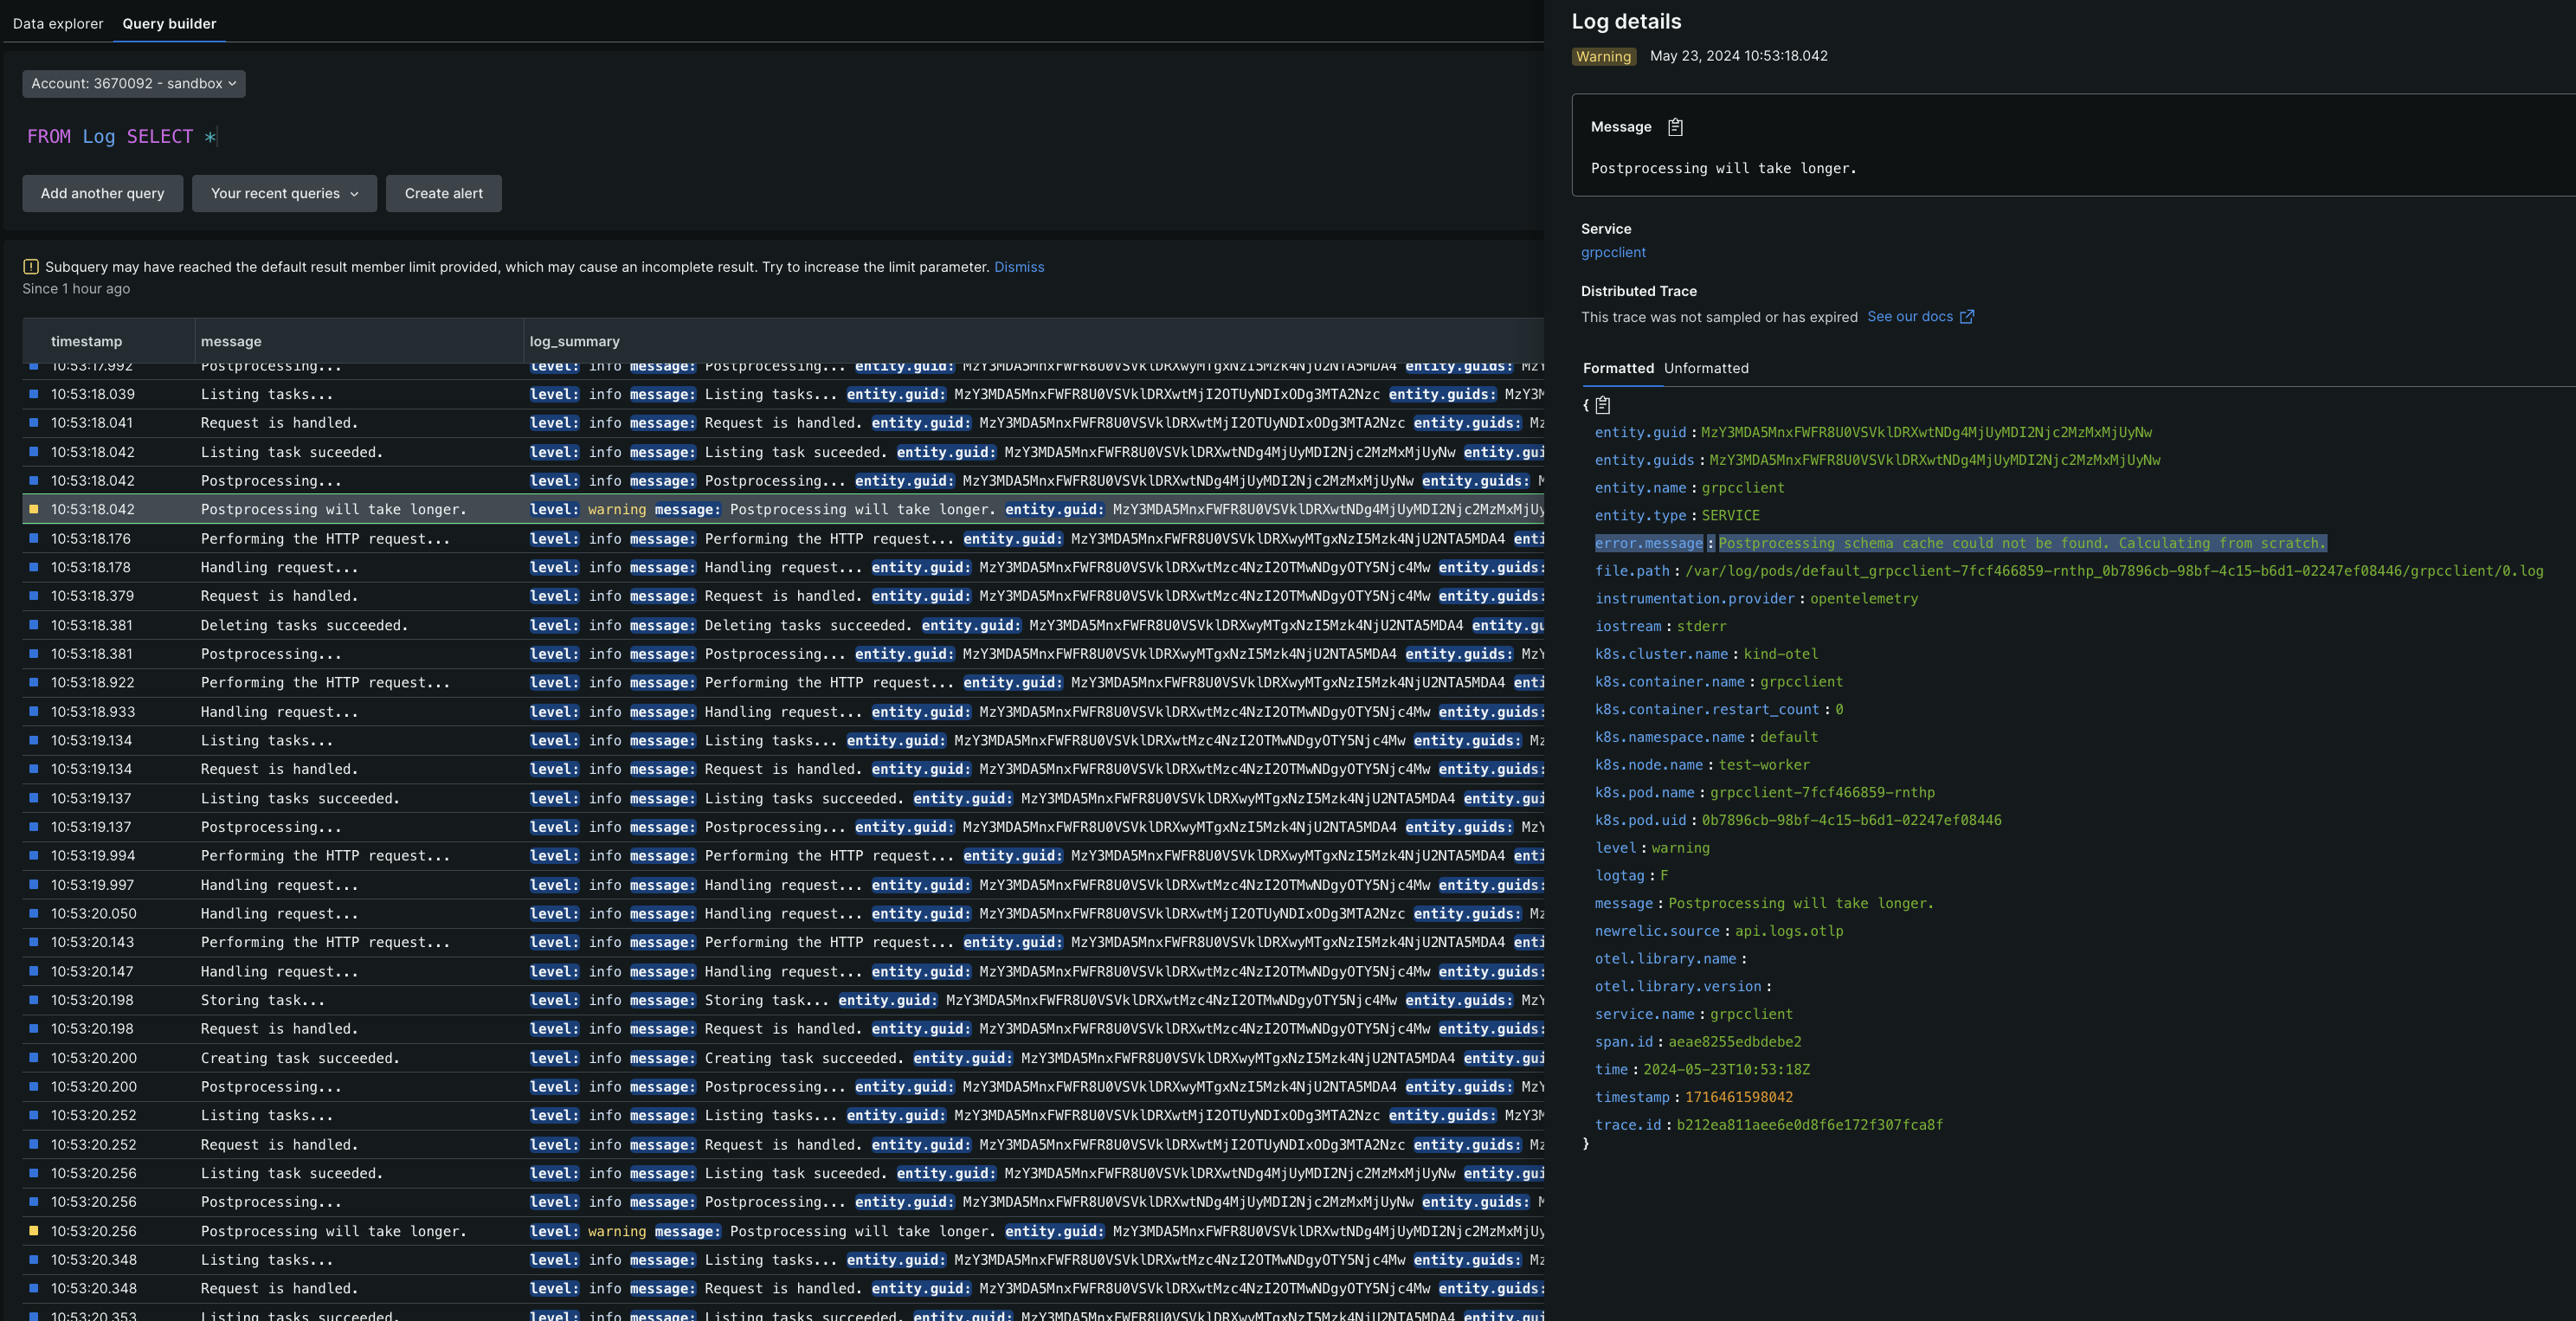 Data explorer Query builder
Account: 3670092 - sandbox
FROM Log SELECT *
Add another query Your recent queries Create alert
Subquery may have reached the default result member limit provided, which may cause an incomplete result. Try to increase the limit parameter. Dismiss
Since 1 hour ago
timestamp message log_summary
10:53:17.992 Postprocessing... level: info message: Postprocessing... entity.guid: MzY3MDA5MnxFWFR8U0VSVklDRXwyMTgxNzI5Mzk4NjU2NTA5MDA4 entity.guids: MzY
10:53:18.039 Listing tasks... level: info message: Listing tasks... entity.guid: MzY3MDA5MnxFWFR8U0VSVklDRXwtMjI2OTUyNDIxODg3MTA2Nzc entity.guids: MzY3M
10:53:18.041 Request is handled. level: info message: Request is handled. entity.guid: MzY3MDA5MnxFWFR8U0VSVklDRXwtMjI2OTUyNDIxODg3MTA2Nzc entity.guids: Mz
10:53:18.042 Listing task suceeded. level: info message: Listing task suceeded. entity.guid: MzY3MDA5MnxFWFR8U0VSVklDRXwtNDg4MjUyMDI2Njc2MzMxMjUyNw entity.gui
10:53:18.042 Postprocessing... level: info message: Postprocessing... entity.guid: MzY3MDA5MnxFWFR8U0VSVklDRXwtNDg4MjUyMDI2Njc2MzMxMjUyNw entity.guids: M
10:53:18.042 Postprocessing will take longer. level: warning message: Postprocessing will take longer. entity.guid: MzY3MDA5MnxFWFR8U0VSVklDRXwtNDg4MjUyMDI2Njc2MzMxMjUy
10:53:18.176 Performing the HTTP request... level: info message: Performing the HTTP request... entity.guid: MzY3MDA5MnxFWFR8U0VSVklDRXwyMTgxNzI5Mzk4NjU2NTA5MDA4 enti
10:53:18.178 Handling request... level: info message: Handling request... entity.guid: MzY3MDA5MnxFWFR8U0VSVklDRXwtMzc4NzI2OTMwNDgyOTY5Njc4Mw entity.guids:
10:53:18.379 Request is handled. level: info message: Request is handled. entity.guid: MzY3MDA5MnxFWFR8U0VSVklDRXwtMzc4NzI2OTMwNDgyOTY5Njc4Mw entity.guids:
10:53:18.381 Deleting tasks succeeded. level: info message: Deleting tasks succeeded. entity.guid: MzY3MDA5MnxFWFR8U0VSVklDRXwyMTgxNzI5Mzk4NjU2NTA5MDA4 entity.gu
10:53:18.381 Postprocessing... level: info message: Postprocessing... entity.guid: MzY3MDA5MnxFWFR8U0VSVklDRXwyMTgxNzI5Mzk4NjU2NTA5MDA4 entity.guids: MzY
10:53:18.922 Performing the HTTP request... level: info message: Performing the HTTP request... entity.guid: MzY3MDA5MnxFWFR8U0VSVklDRXwyMTgxNzI5Mzk4NjU2NTA5MDA4 enti
10:53:18.933 Handling request... level: info message: Handling request... entity.guid: MzY3MDA5MnxFWFR8U0VSVklDRXwtMzc4NzI2OTMwNDgyOTY5Njc4Mw entity.guids:
10:53:19.134 Listing tasks... level: info message: Listing tasks... entity.guid: MzY3MDA5MnxFWFR8U0VSVklDRXwtMzc4NzI2OTMwNDgyOTY5Njc4Mw entity.guids: Mz
10:53:19.134 Request is handled. level: info message: Request is handled. entity.guid: MzY3MDA5MnxFWFR8U0VSVklDRXwtMzc4NzI2OTMwNDgyOTY5Njc4Mw entity.guids:
10:53:19.137 Listing tasks succeeded. level: info message: Listing tasks succeeded. entity.guid: MzY3MDA5MnxFWFR8U0VSVklDRXwyMTgxNzI5Mzk4NjU2NTA5MDA4 entity.gui
10:53:19.137 Postprocessing... level: info message: Postprocessing... entity.guid: MzY3MDA5MnxFWFR8U0VSVklDRXwyMTgxNzI5Mzk4NjU2NTA5MDA4 entity.guids: MzY
10:53:19.994 Performing the HTTP request... level: info message: Performing the HTTP request... entity.guid: MzY3MDA5MnxFWFR8U0VSVklDRXwyMTgxNzI5Mzk4NjU2NTA5MDA4 enti
10:53:19.997 Handling request... level: info message: Handling request... entity.guid: MzY3MDA5MnxFWFR8U0VSVklDRXwtMzc4NzI2OTMwNDgyOTY5Njc4Mw entity.guids:
10:53:20.050 Handling request... level: info message: Handling request... entity.guid: MzY3MDA5MnxFWFR8U0VSVklDRXwtMjI2OTUyNDIxODg3MTA2Nzc entity.guids: Mz
10:53:20.143 Performing the HTTP request... level: info message: Performing the HTTP request... entity.guid: MzY3MDA5MnxFWFR8U0VSVklDRXwyMTgxNzI5Mzk4NjU2NTA5MDA4 enti
10:53:20.147 Handling request... level: info message: Handling request... entity.guid: MzY3MDA5MnxFWFR8U0VSVklDRXwtMzc4NzI2OTMwNDgyOTY5Njc4Mw entity.guids:
10:53:20.198 Storing task... level: info message: Storing task... entity.guid: MzY3MDA5MnxFWFR8U0VSVklDRXwtMzc4NzI2OTMwNDgyOTY5Njc4Mw entity.guids: MzY
10:53:20.198 Request is handled. level: info message: Request is handled. entity.guid: MzY3MDA5MnxFWFR8U0VSVklDRXwtMzc4NzI2OTMwNDgyOTY5Njc4Mw entity.guids:
10:53:20.200 Creating task succeeded. level: info message: Creating task succeeded. entity.guid: MzY3MDA5MnxFWFR8U0VSVklDRXwyMTgxNzI5Mzk4NjU2NTA5MDA4 entity.gui
10:53:20.200 Postprocessing... level: info message: Postprocessing... entity.guid: MzY3MDA5MnxFWFR8U0VSVklDRXwyMTgxNzI5Mzk4NjU2NTA5MDA4 entity.guids: MzY
10:53:20.252 Listing tasks... level: info message: Listing tasks... entity.guid: MzY3MDA5MnxFWFR8U0VSVklDRXwtMjI2OTUyNDIxODg3MTA2Nzc entity.guids: MzY3M
10:53:20.252 Request is handled. level: info message: Request is handled. entity.guid: MzY3MDA5MnxFWFR8U0VSVklDRXwtMjI2OTUyNDIxODg3MTA2Nzc entity.guids: Mz
10:53:20.256 Listing task suceeded. level: info message: Listing task suceeded. entity.guid: MzY3MDA5MnxFWFR8U0VSVklDRXwtNDg4MjUyMDI2Njc2MzMxMjUyNw entity.gui
10:53:20.256 Postprocessing... level: info message: Postprocessing... entity.guid: MzY3MDA5MnxFWFR8U0VSVklDRXwtNDg4MjUyMDI2Njc2MzMxMjUyNw entity.guids: M
10:53:20.256 Postprocessing will take longer. level: warning message: Postprocessing will take longer. entity.guid: MzY3MDA5MnxFWFR8U0VSVklDRXwtNDg4MjUyMDI2Njc2MzMxMjUy
10:53:20.348 Listing tasks... level: info message: Listing tasks... entity.guid: MzY3MDA5MnxFWFR8U0VSVklDRXwtMzc4NzI2OTMwNDgyOTY5Njc4Mw entity.guids: Mz
10:53:20.348 Request is handled. level: info message: Request is handled. entity.guid: MzY3MDA5MnxFWFR8U0VSVklDRXwtMzc4NzI2OTMwNDgyOTY5Njc4Mw entity.guids:
10:53:20.353 Listing tasks succeeded. level: info message: Listing tasks succeeded. entity.guid: MzY3MDA5MnxFWFR8U0VSVklDRXwyMTgxNzI5Mzk4NjU2NTA5MDA4 entity.gui
Log details
Warning May 23, 2024 10:53:18.042
Message
Postprocessing will take longer.
Service
grpcclient
Distributed Trace
This trace was not sampled or has expired See our docs
Formatted Unformatted
{
entity.guid : MzY3MDA5MnxFWFR8U0VSVklDRXwtNDg4MjUyMDI2Njc2MzMxMjUyNw
entity.guids : MzY3MDA5MnxFWFR8U0VSVklDRXwtNDg4MjUyMDI2Njc2MzMxMjUyNw
entity.name : grpcclient
entity.type : SERVICE
error.message : Postprocessing schema cache could not be found. Calculating from scratch.
file.path : /var/log/pods/default_grpcclient-7fcf466859-rnthp_0b7896cb-98bf-4c15-b6d1-02247ef08446/grpcclient/0.log
instrumentation.provider : opentelemetry
iostream : stderr
k8s.cluster.name : kind-otel
k8s.container.name : grpcclient
k8s.container.restart_count : 0
k8s.namespace.name : default
k8s.node.name : test-worker
k8s.pod.name : grpcclient-7fcf466859-rnthp
k8s.pod.uid : 0b7896cb-98bf-4c15-b6d1-02247ef08446
level : warning
logtag : F
message : Postprocessing will take longer.
newrelic.source : api.logs.otlp
otel.library.name :
otel.library.version :
service.name : grpcclient
span.id : aeae8255edbdebe2
time : 2024-05-23T10:53:18Z
timestamp : 1716461598042
trace.id : b212ea811aee6e0d8f6e172f307fca8f
}